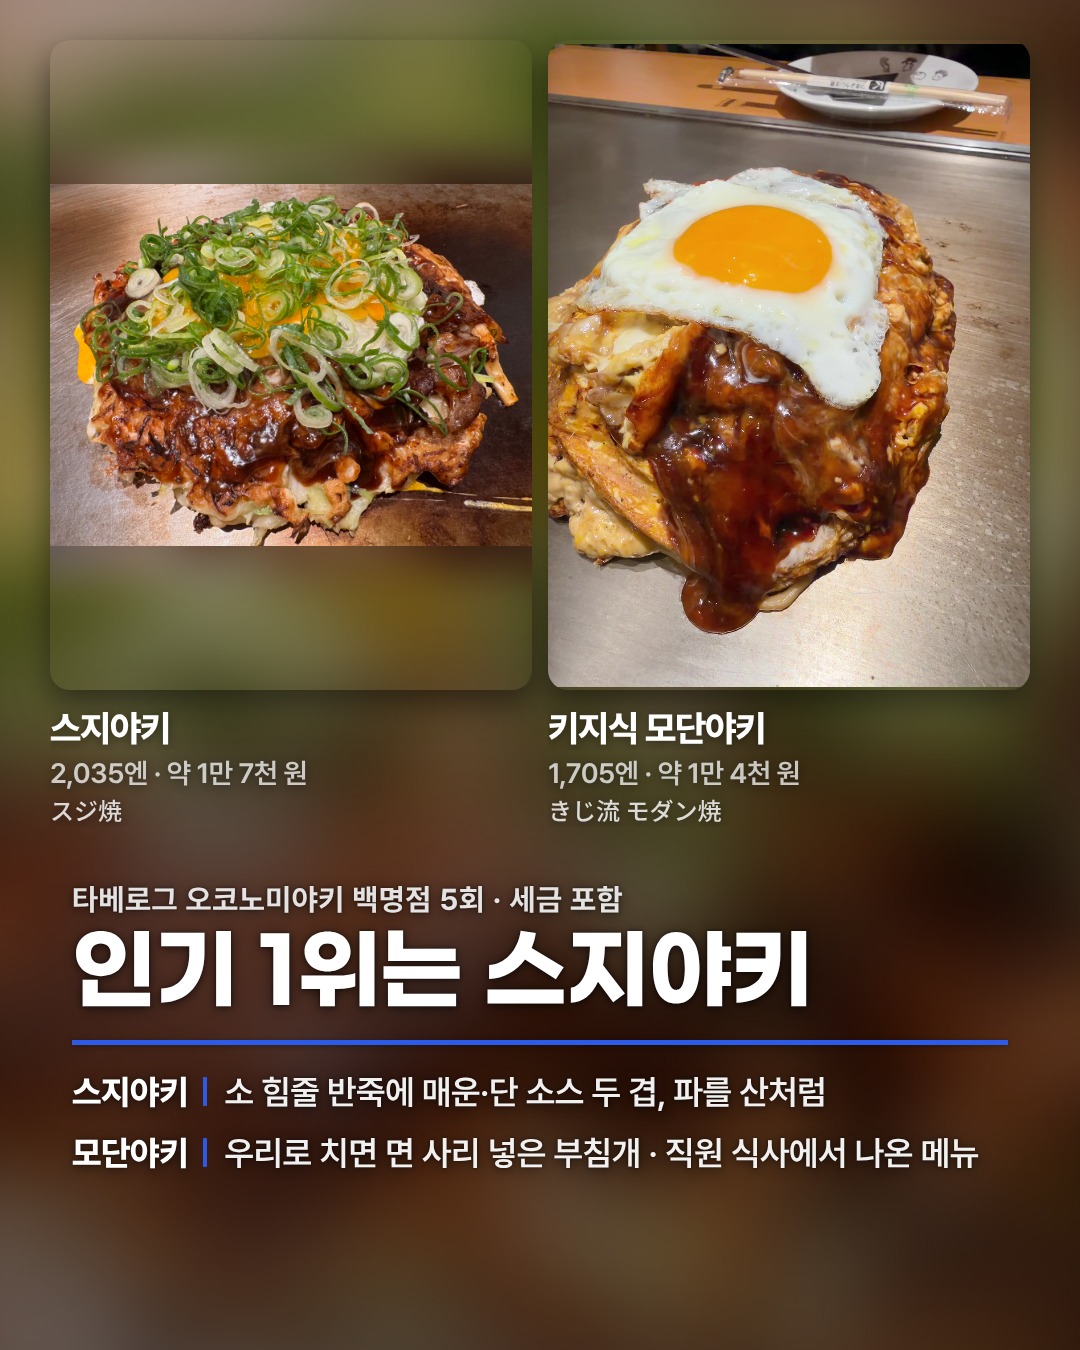 스지야키
2,035엔 · 약 1만 7천 원
スジ焼
키지식 모단야키
1,705엔 · 약 1만 4천 원
きじ流 モダン焼
타베로그 오코노미야키 백명점 5회 · 세금 포함
인기 1위는 스지야키
스지야키 | 소 힘줄 반죽에 매운·단 소스 두 겹, 파를 산처럼
모단야키 | 우리로 치면 면 사리 넣은 부침개 · 직원 식사에서 나온 메뉴